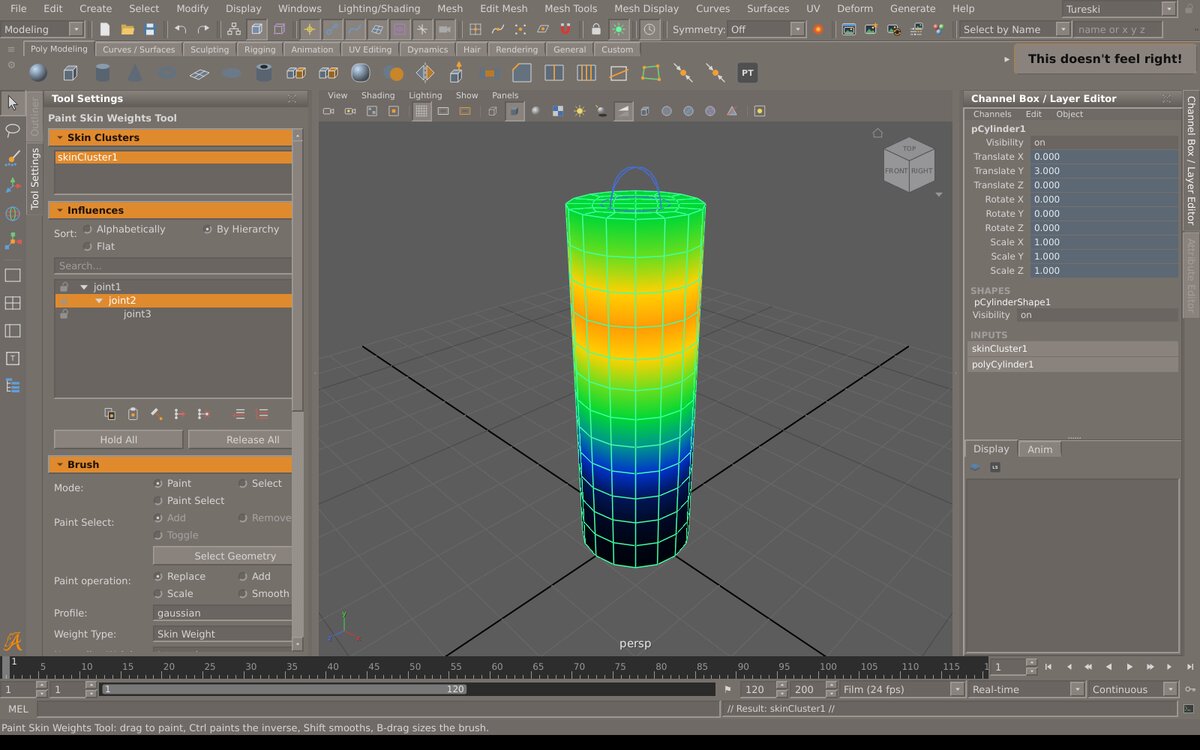 File Edit Create Select Modify Display Windows Lighting/Shading Mesh Edit Mesh Mesh Tools Mesh Display Curves Surfaces UV Deform Generate Help Tureski
Modeling Symmetry: Off Select by Name name or x y z
Poly Modeling Curves / Surfaces Sculpting Rigging Animation UV Editing Dynamics Hair Rendering General Custom
This doesn't feel right!
PT
Tool Settings
Paint Skin Weights Tool
Outliner
Tool Settings
Skin Clusters
skinCluster1
Influences
Sort: Alphabetically By Hierarchy
Flat
Search...
joint1
joint2
joint3
Hold All Release All
Brush
Mode: Paint Select
Paint Select
Paint Select: Add Remove
Toggle
Select Geometry
Paint operation: Replace Add
Scale Smooth
Profile: gaussian
Weight Type: Skin Weight
T
View Shading Lighting Show Panels
TOP
FRONT RIGHT
persp
Channel Box / Layer Editor
Channels Edit Object
pCylinder1
Visibility on
Translate X 0.000
Translate Y 3.000
Translate Z 0.000
Rotate X 0.000
Rotate Y 0.000
Rotate Z 0.000
Scale X 1.000
Scale Y 1.000
Scale Z 1.000
SHAPES
pCylinderShape1
Visibility on
INPUTS
skinCluster1
polyCylinder1
Display Anim
Channel Box / Layer Editor
Attribute Editor
1 5 10 15 20 25 30 35 40 45 50 55 60 65 70 75 80 85 90 95 100 105 110 115 1
1 1 1 120 120 200 Film (24 fps) Real-time Continuous
MEL // Result: skinCluster1 //
Paint Skin Weights Tool: drag to paint, Ctrl paints the inverse, Shift smooths, B-drag sizes the brush.